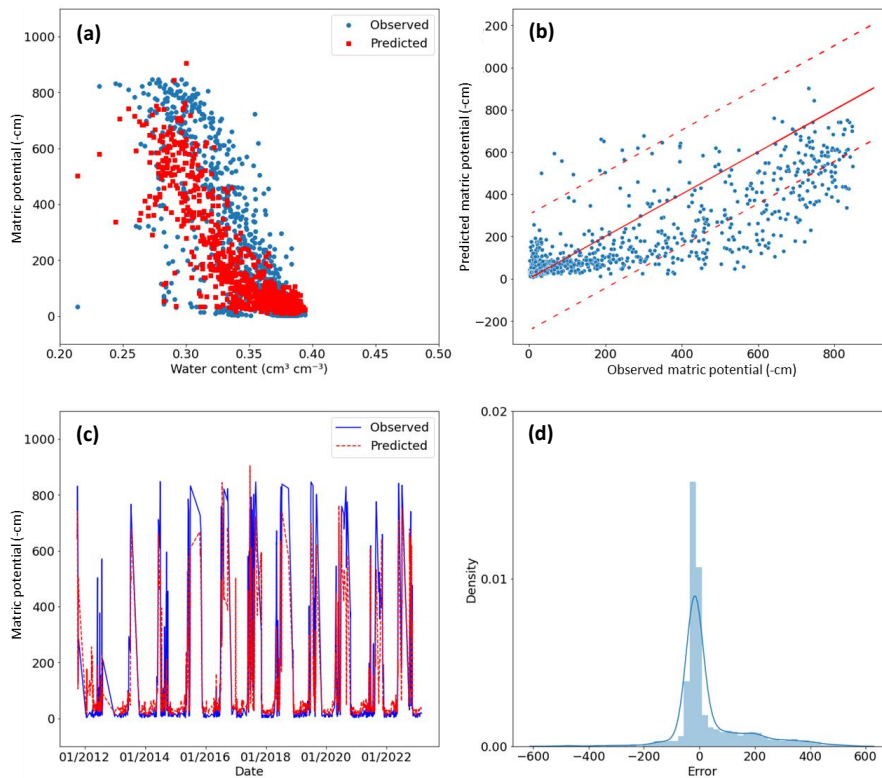 (a)
Observed
Predicted
1000
800
600
400
200
0
Matric potential (-cm)
0.20 0.25 0.30 0.35 0.40 0.45 0.50
Water content (cm³ cm⁻³)
(b)
200
200
800
600
400
200
0
−200
Predicted matric potential (-cm)
0 200 400 600 800
Observed matric potential (-cm)
(c)
Observed
Predicted
1000
800
600
400
200
0
Matric potential (-cm)
01/2012 01/2014 01/2016 01/2018 01/2020 01/2022
Date
(d)
0.02
0.01
0.00
Density
−600 −400 −200 0 200 400 600
Error